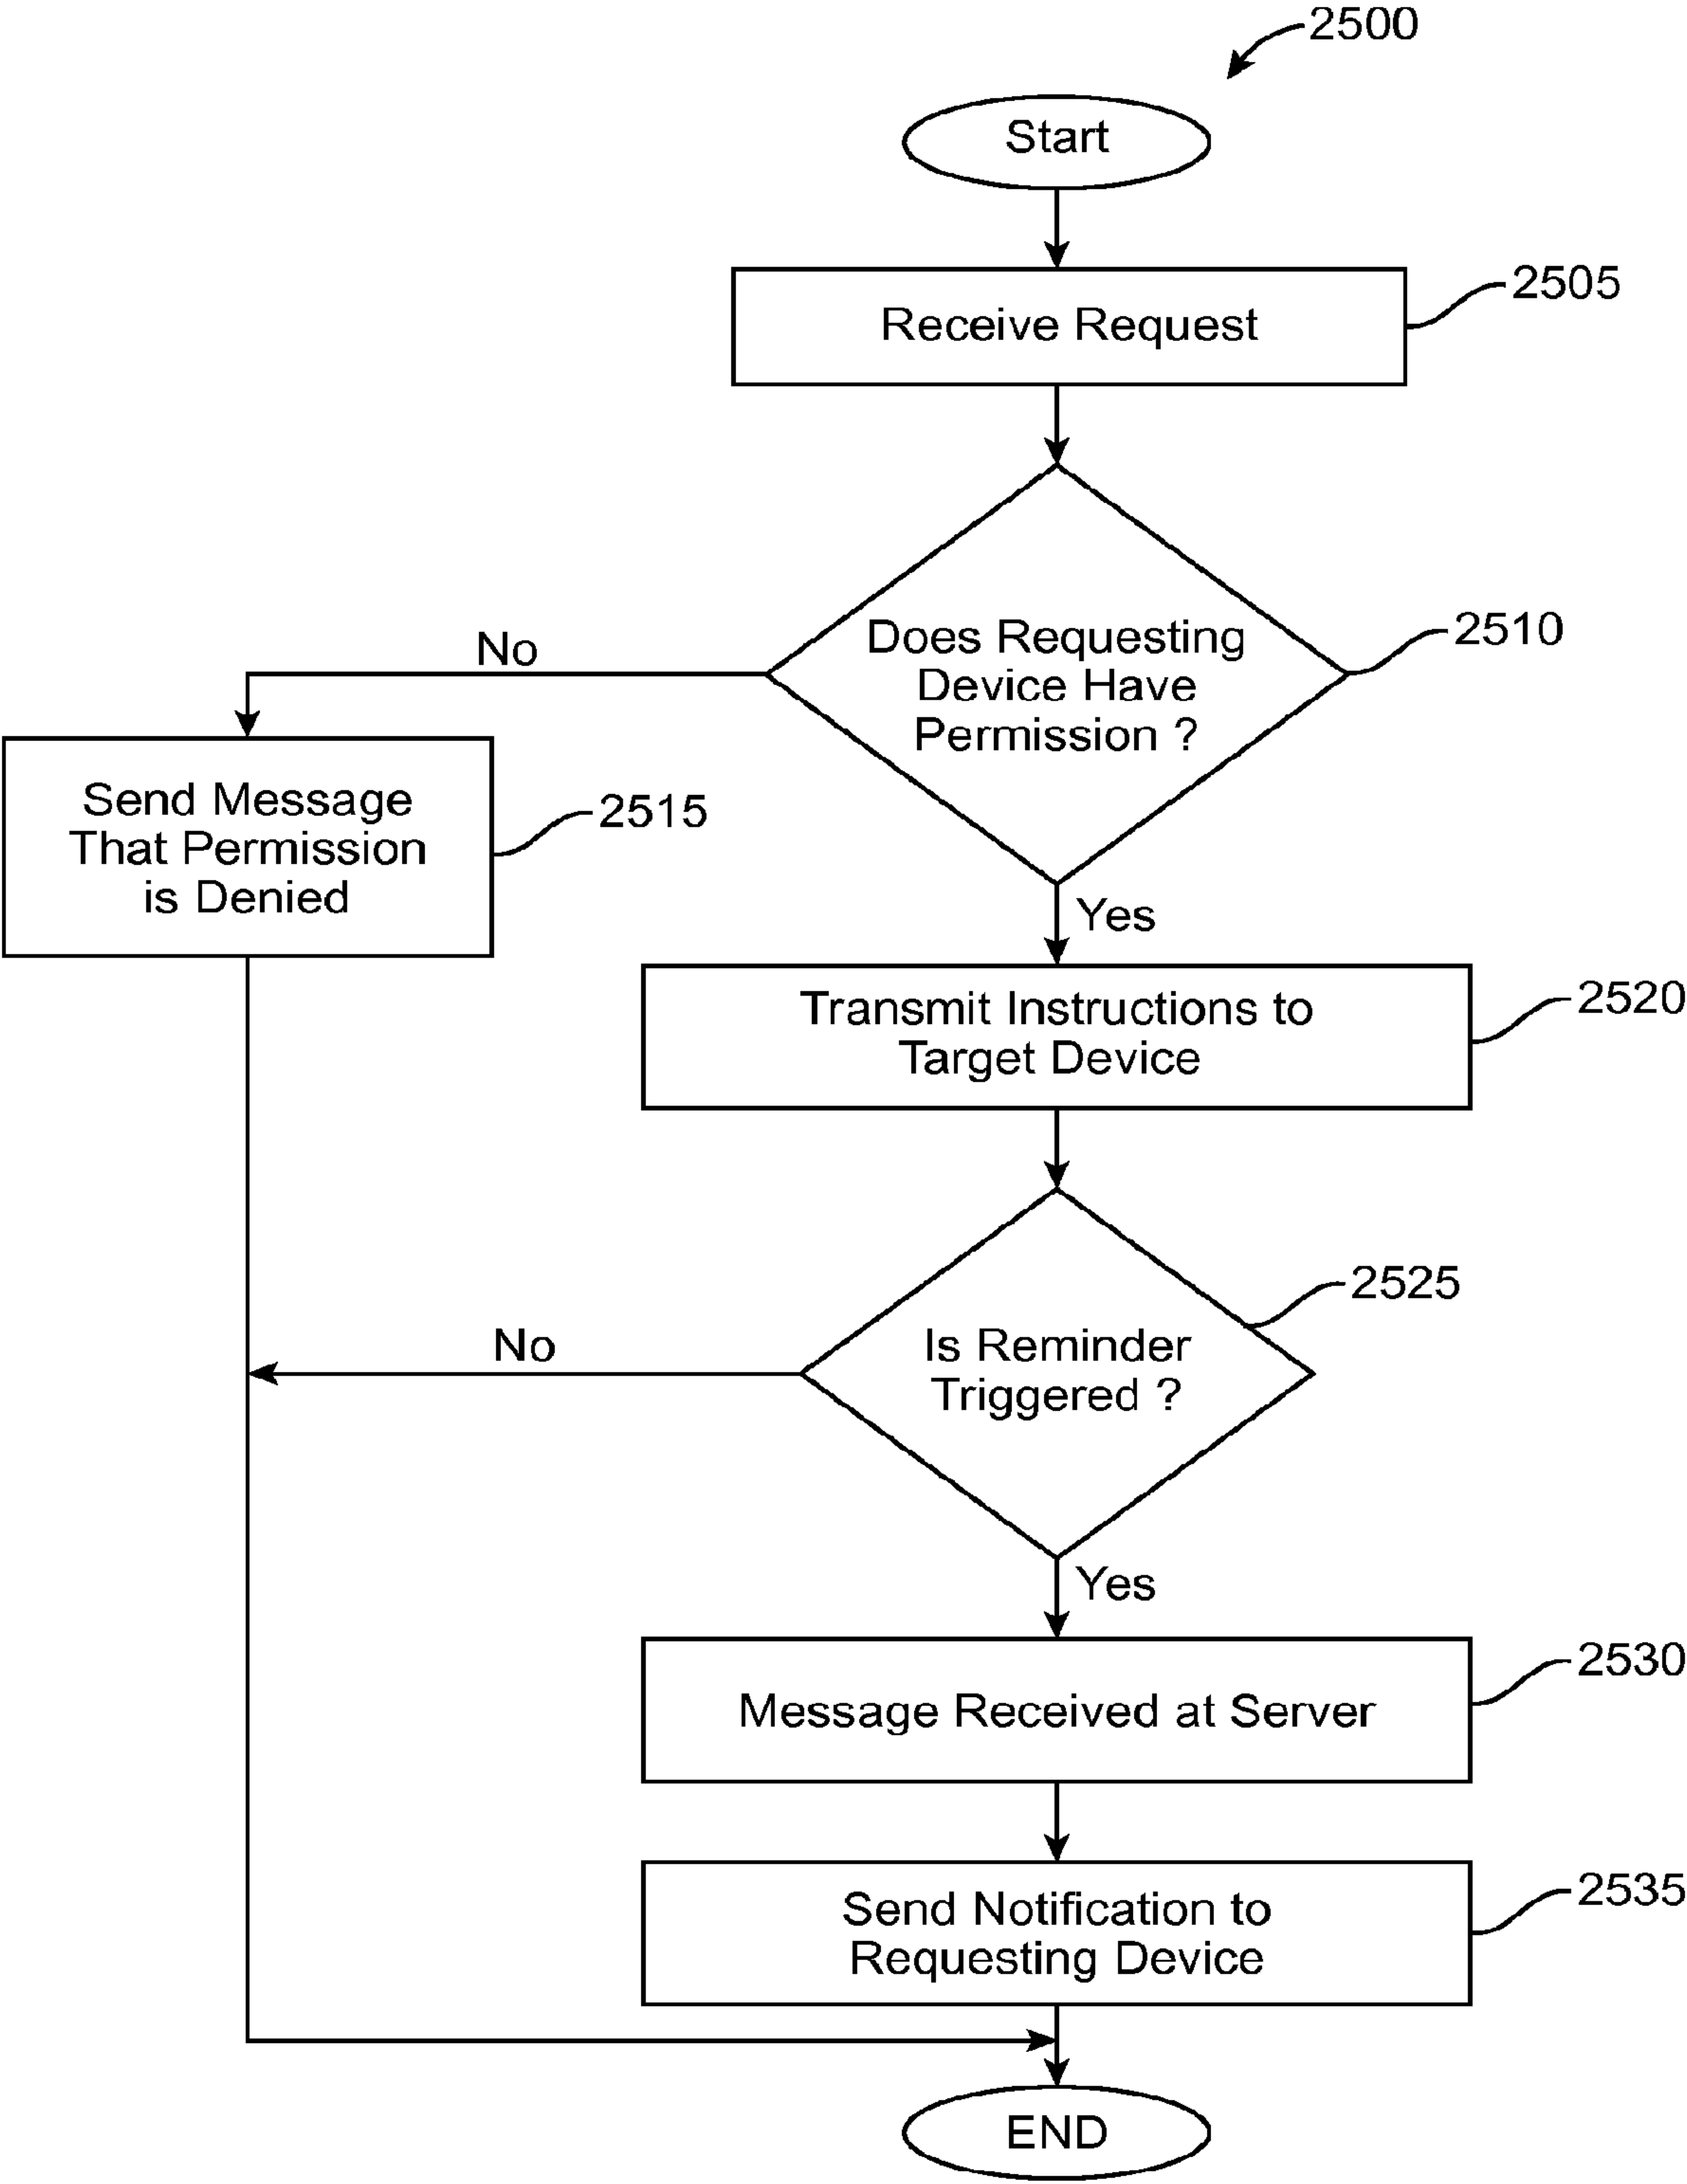 2500
Start
Receive Request
2505
Does Requesting
Device Have
Permission ?
2510
No
Send Message
That Permission
is Denied
2515
Yes
Transmit Instructions to
Target Device
2520
Is Reminder
Triggered ?
2525
No
Yes
Message Received at Server
2530
Send Notification to
Requesting Device
2535
END